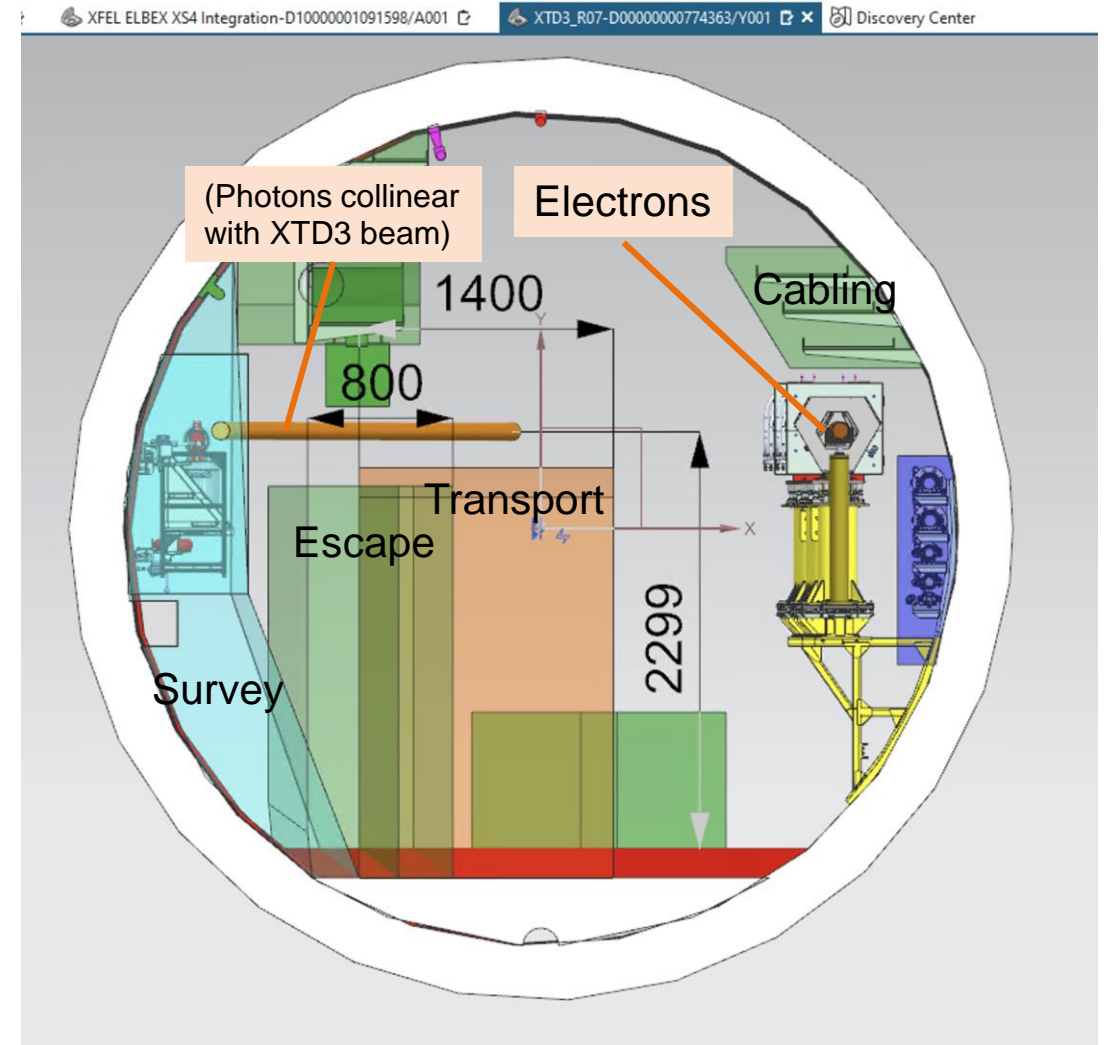 XFEL ELBEX XS4 Integration-D10000001091598/A001
XTD3_R07-D00000000774363/Y001
Discovery Center
(Photons collinear
with XTD3 beam)
Electrons
Cabling
1400
Y
800
Transport
X
Escape
2299
Survey